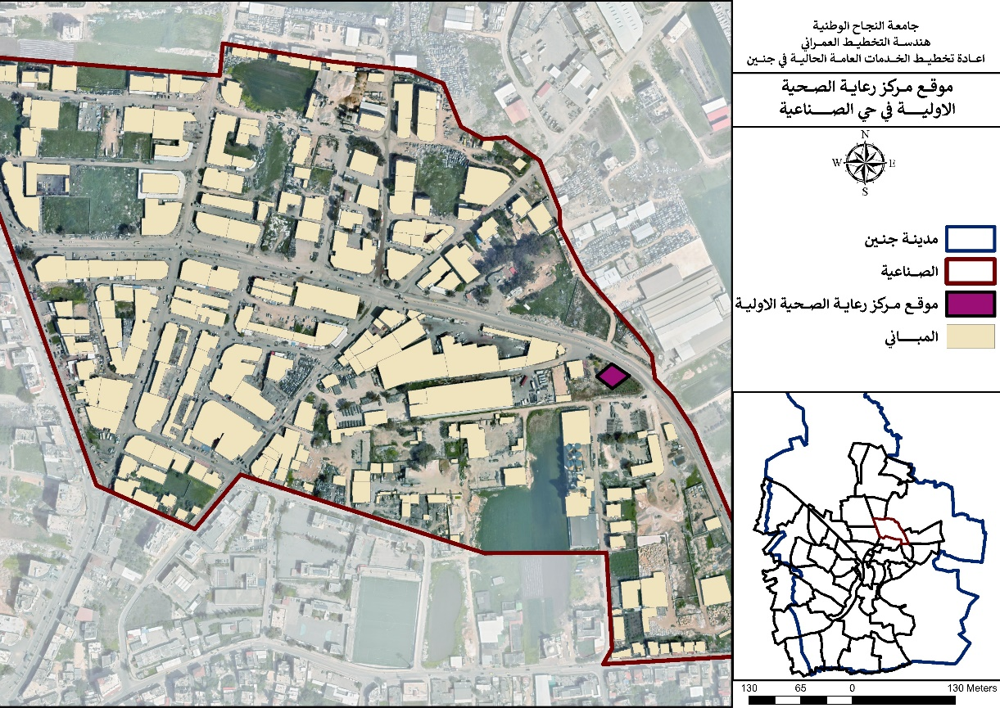 جامعة النجاح الوطنية
هندسة التخطيط العمراني
اعادة تخطيط الخدمات العامة الحالية في جنين
موقع مركز رعاية الصحية
الاولية في حي الصناعية
N
W E
S
مدينة جنين
الصناعية
موقع مركز رعاية الصحية الاولية
المباني
130 65 0 130 Meters